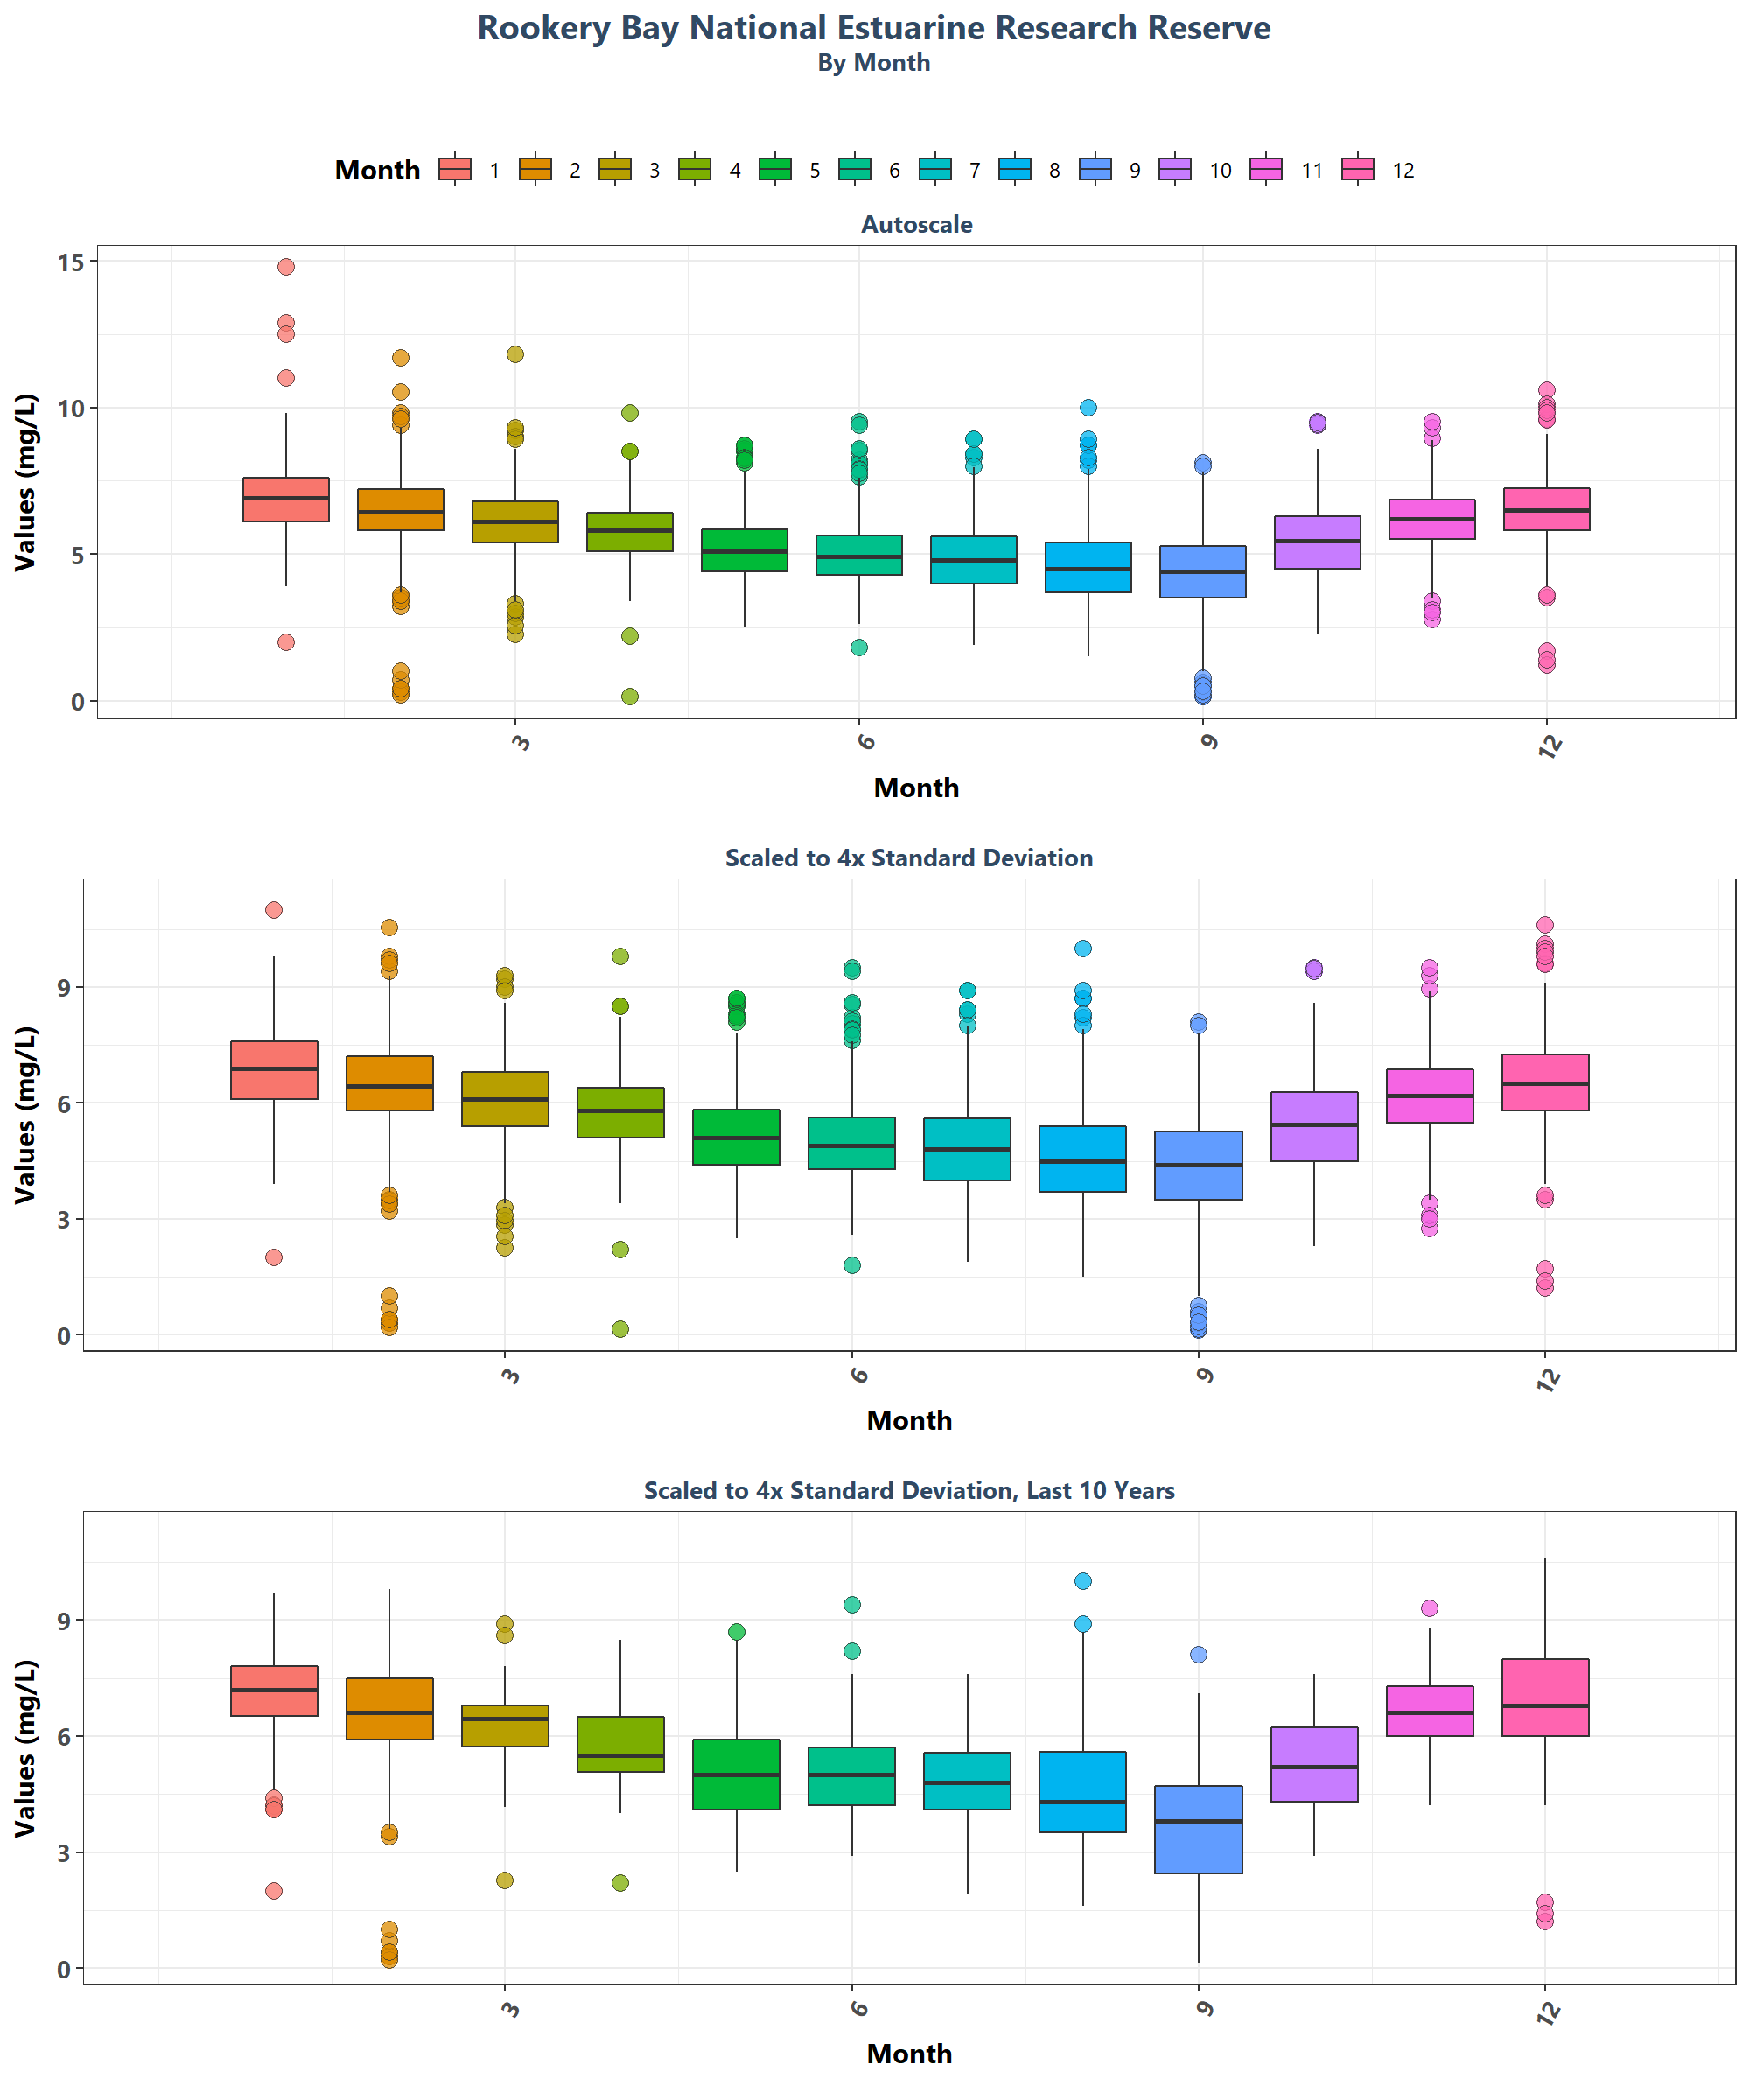 Rookery Bay National Estuarine Research Reserve
By Month
Month 1 2 3 4 5 6 7 8 9 10 11 12
Autoscale
Values (mg/L)
15
10
5
0
3 6 9 12
Month
Scaled to 4x Standard Deviation
Values (mg/L)
9
6
3
0
3 6 9 12
Month
Scaled to 4x Standard Deviation, Last 10 Years
Values (mg/L)
9
6
3
0
3 6 9 12
Month